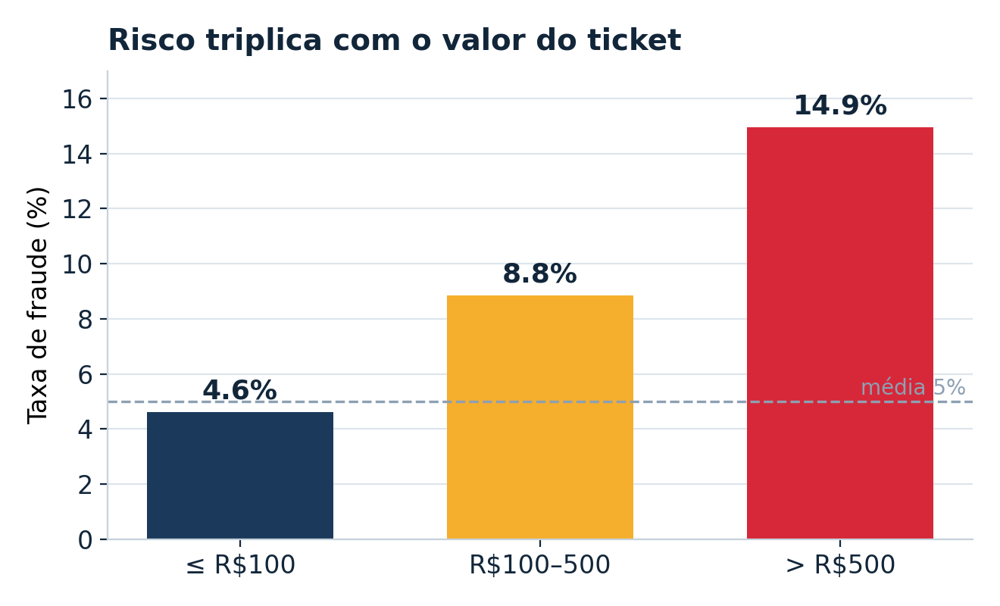 Risco triplica com o valor do ticket
Taxa de fraude (%)
16
14
12
10
8
6
4
2
0
14.9%
8.8%
4.6%
média 5%
≤ R$100
R$100–500
> R$500